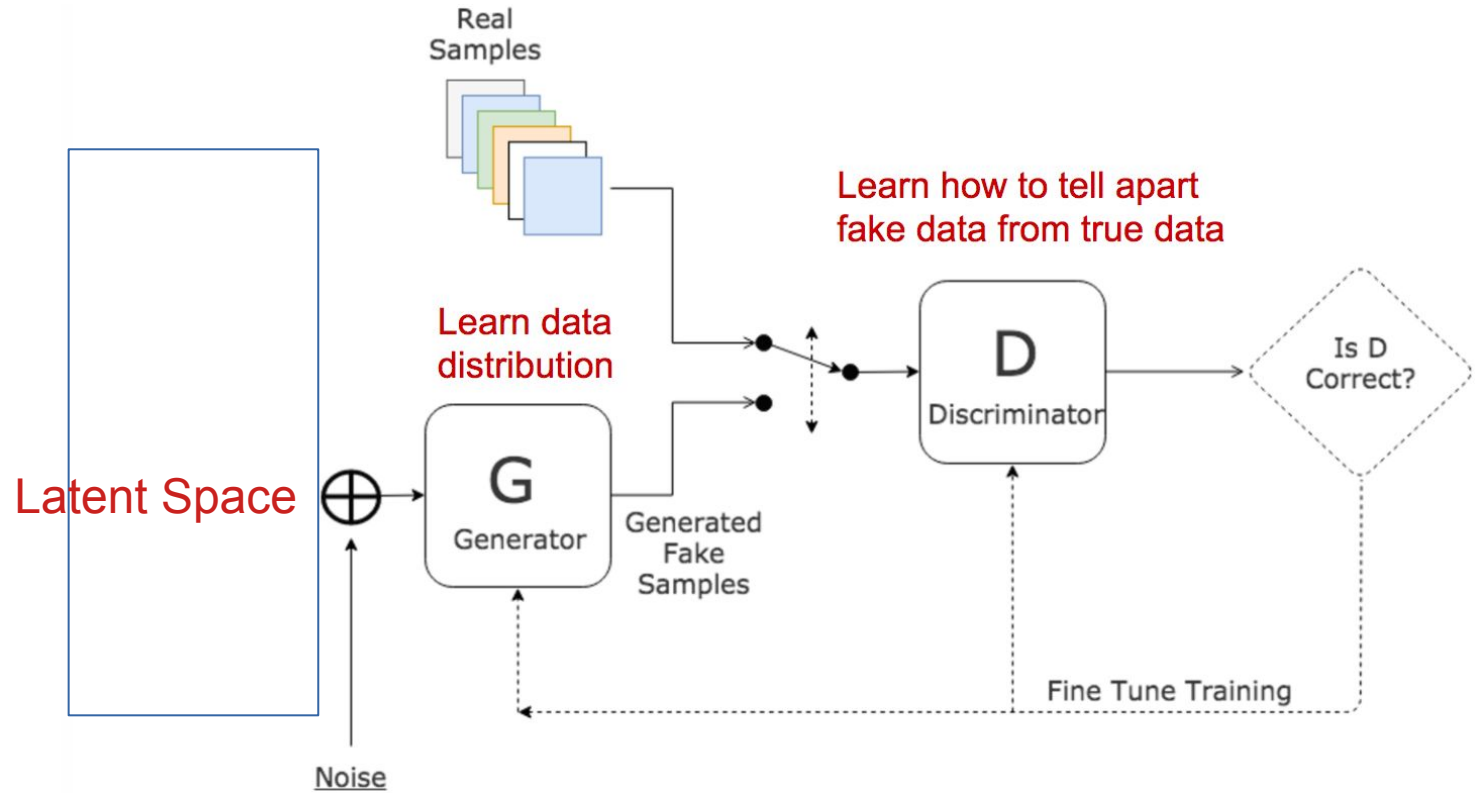 Real
Samples
Learn how to tell apart
fake data from true data
Learn data
distribution
Is D
Correct?
D
Discriminator
Latent Space
G
Generator
Generated
Fake
Samples
Fine Tune Training
Noise